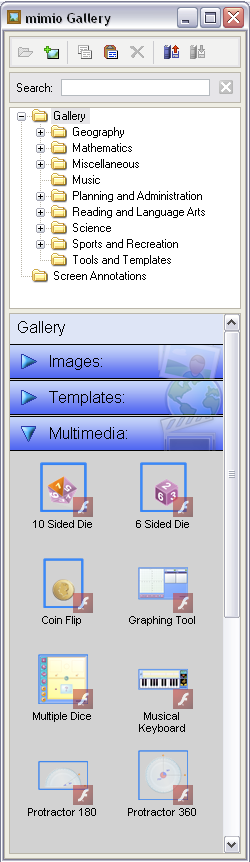 mimio Gallery
Search:
Gallery
Geography
Mathematics
Miscellaneous
Music
Planning and Administration
Reading and Language Arts
Science
Sports and Recreation
Tools and Templates
Screen Annotations
Gallery
Images:
Templates:
Multimedia:
10 Sided Die
6 Sided Die
Coin Flip
Graphing Tool
Multiple Dice
Musical
Keyboard
Protractor 180
Protractor 360